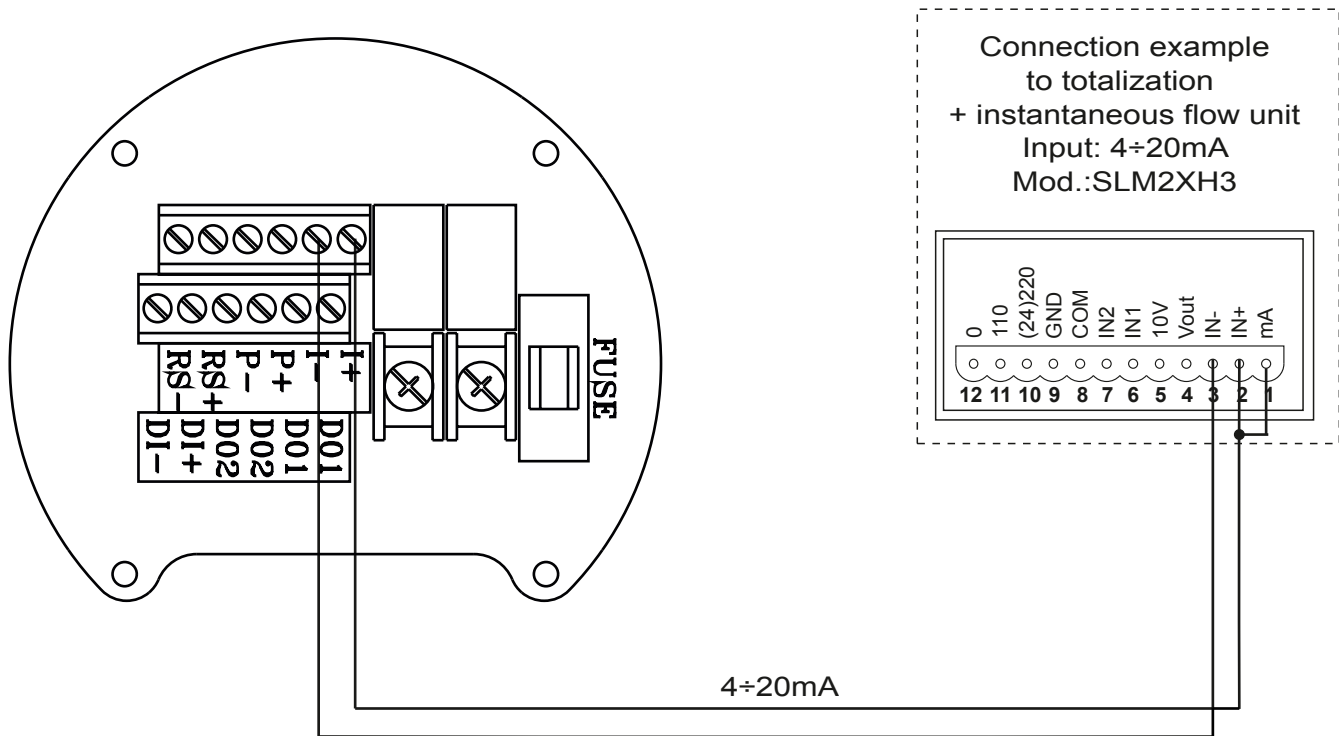 Connection example
to totalization
+ instantaneous flow unit
Input: 4÷20mA
Mod.:SLM2XH3
0
110
(24)220
GND
COM
IN2
IN1
10V
Vout
IN-
IN+
mA
12 11 10 9 8 7 6 5 4 3 2 1
RS-
RS+
P-
P+
I-
I+
FUSE
DI-
DI+
D02
D02
D01
D01
4÷20mA